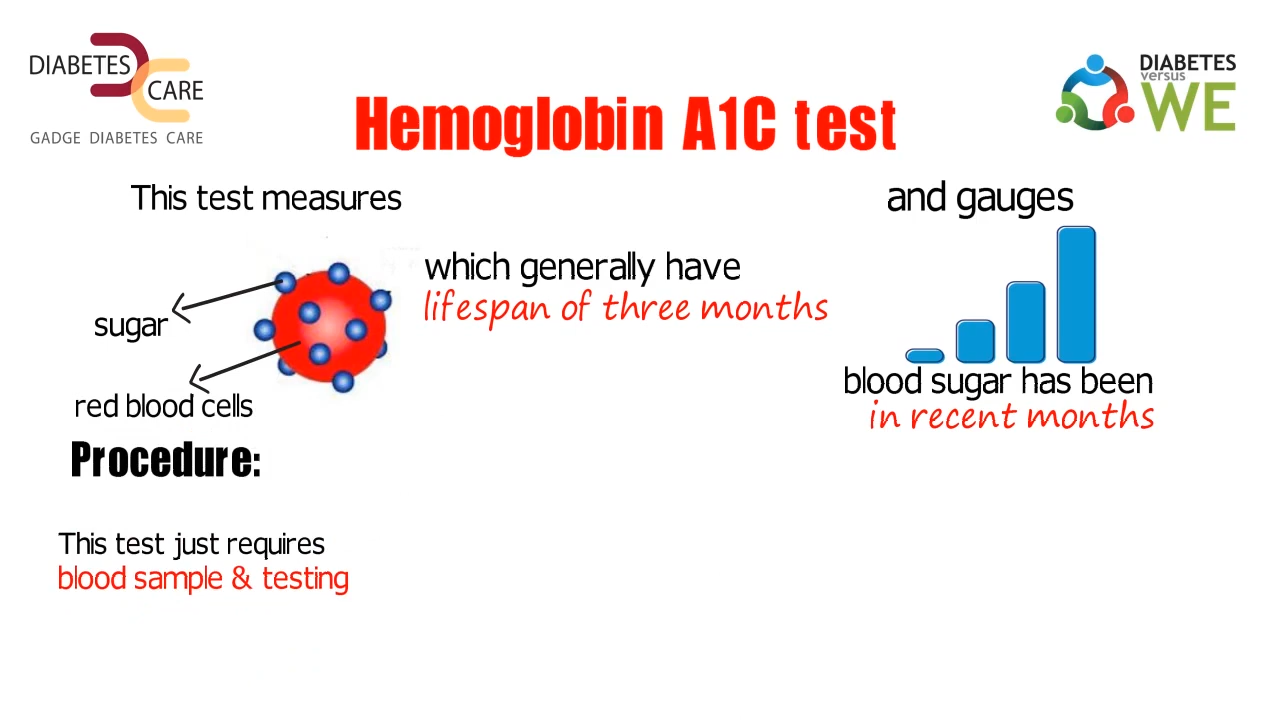 DIABETES
CARE
GADGE DIABETES CARE
DIABETES
versus
WE
Hemoglobin A1C test
This test measures
sugar
red blood cells
which generally have
lifespan of three months
and gauges
blood sugar has been
in recent months
Procedure:
This test just requires
blood sample & testing